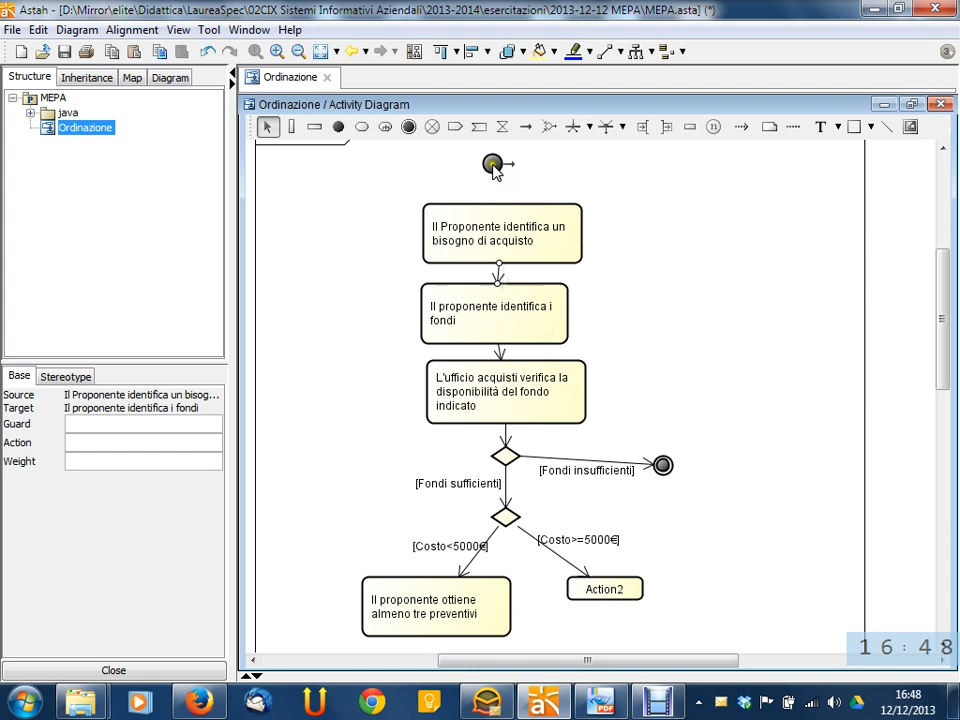 Astah - [D:\Mirror\elite\Didattica\LaureaSpec\02CIX Sistemi Informativi Aziendali\2013-2014\esercitazioni\2013-12-12 MEPA\MEPA.asta] (*)
File Edit Diagram Alignment View Tool Window Help
3
Structure Inheritance Map Diagram
Ordinazione
MEPA
java
Ordinazione
Ordinazione / Activity Diagram
T
Il Proponente identifica un
bisogno di acquisto
Il proponente identifica i
fondi
L'ufficio acquisti verifica la
disponibilità del fondo
indicato
[Fondi insufficienti]
[Fondi sufficienti]
[Costo<5000€]
[Costo>=5000€]
Il proponente ottiene
almeno tre preventivi
Action2
Base Stereotype
Source Il Proponente identifica un bisog...
Target Il proponente identifica i fondi
Guard
Action
Weight
Close
16:48
16:48
12/12/2013